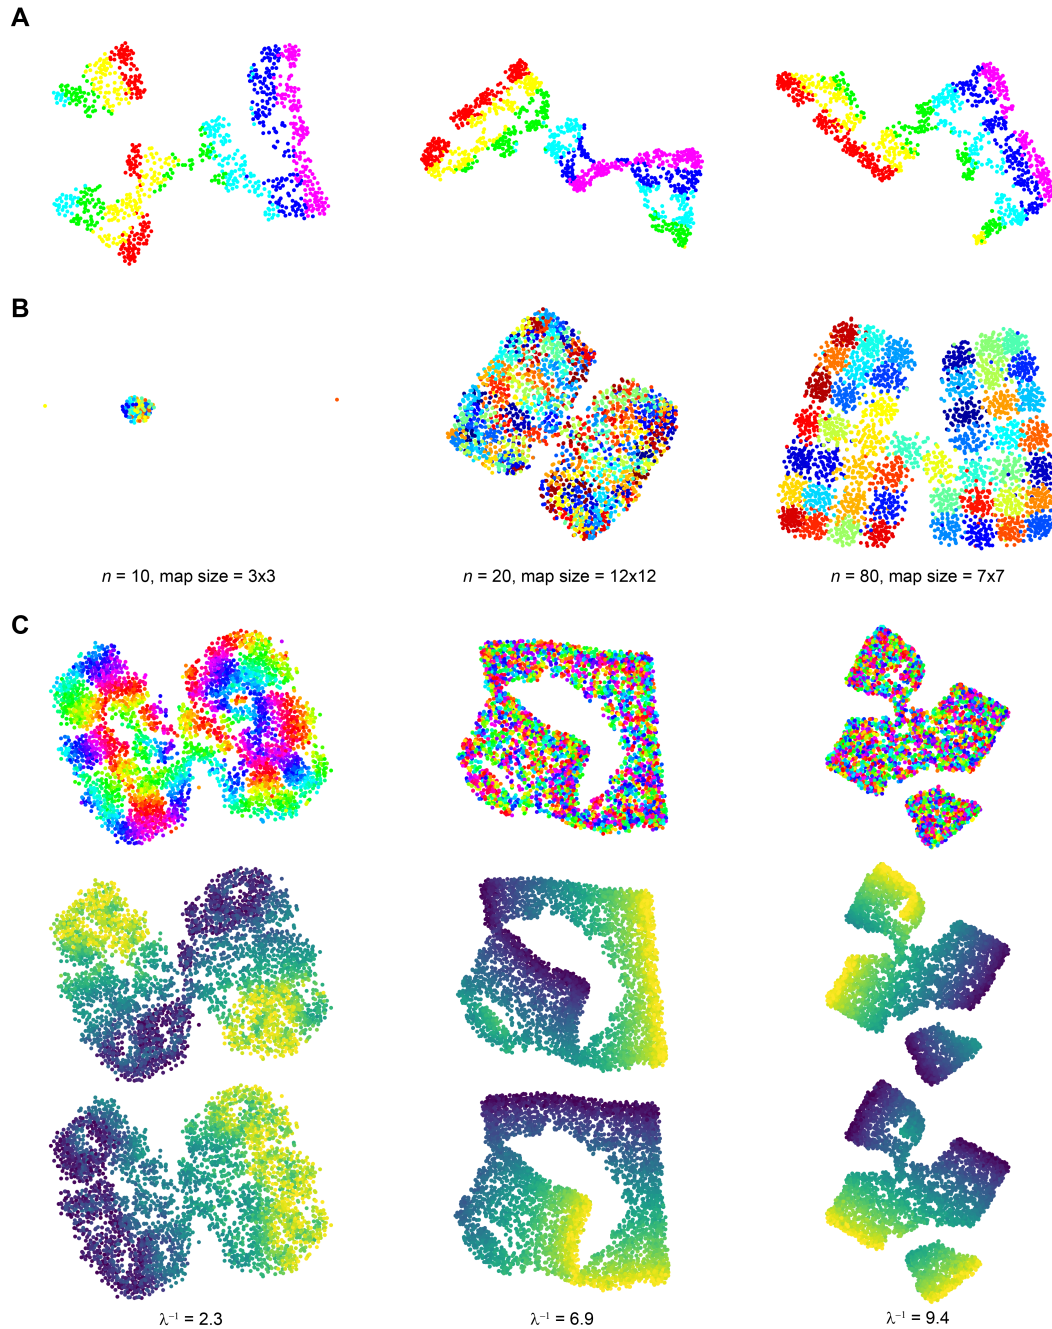 A
B
n = 10, map size = 3x3
n = 20, map size = 12x12
n = 80, map size = 7x7
C
λ⁻¹ = 2.3
λ⁻¹ = 6.9
λ⁻¹ = 9.4